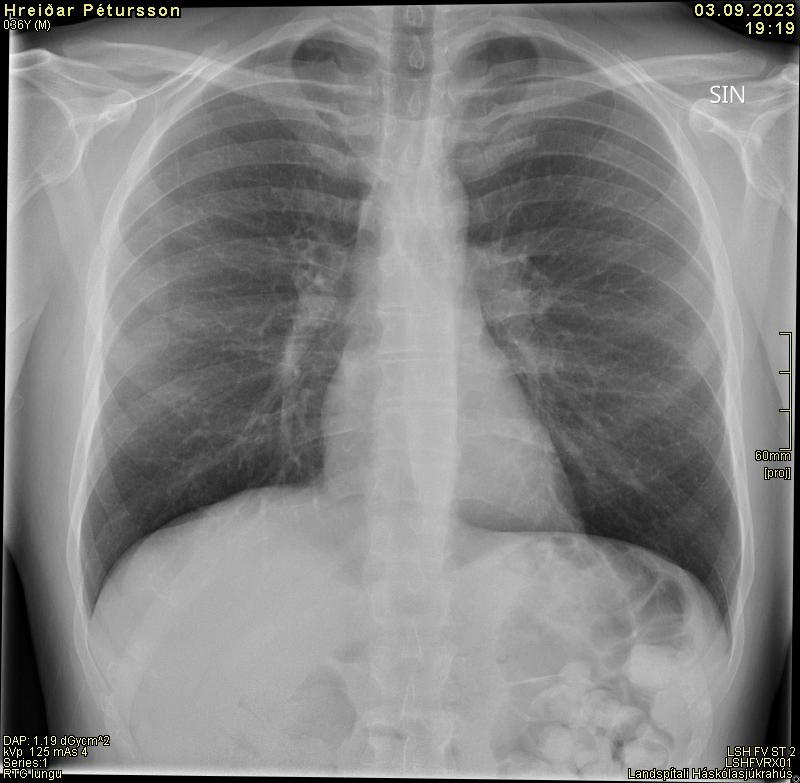 Hreiðar Pétursson
036Y (M)
03.09.2023
19:19
SIN
60mm
[proj]
DAP: 1.19 dGycm^2
kVp 125 mAs 4
Series:1
RTG lungu
LSH FV ST 2
LSHFVRX01
Landspítali Háskólasjúkrahús